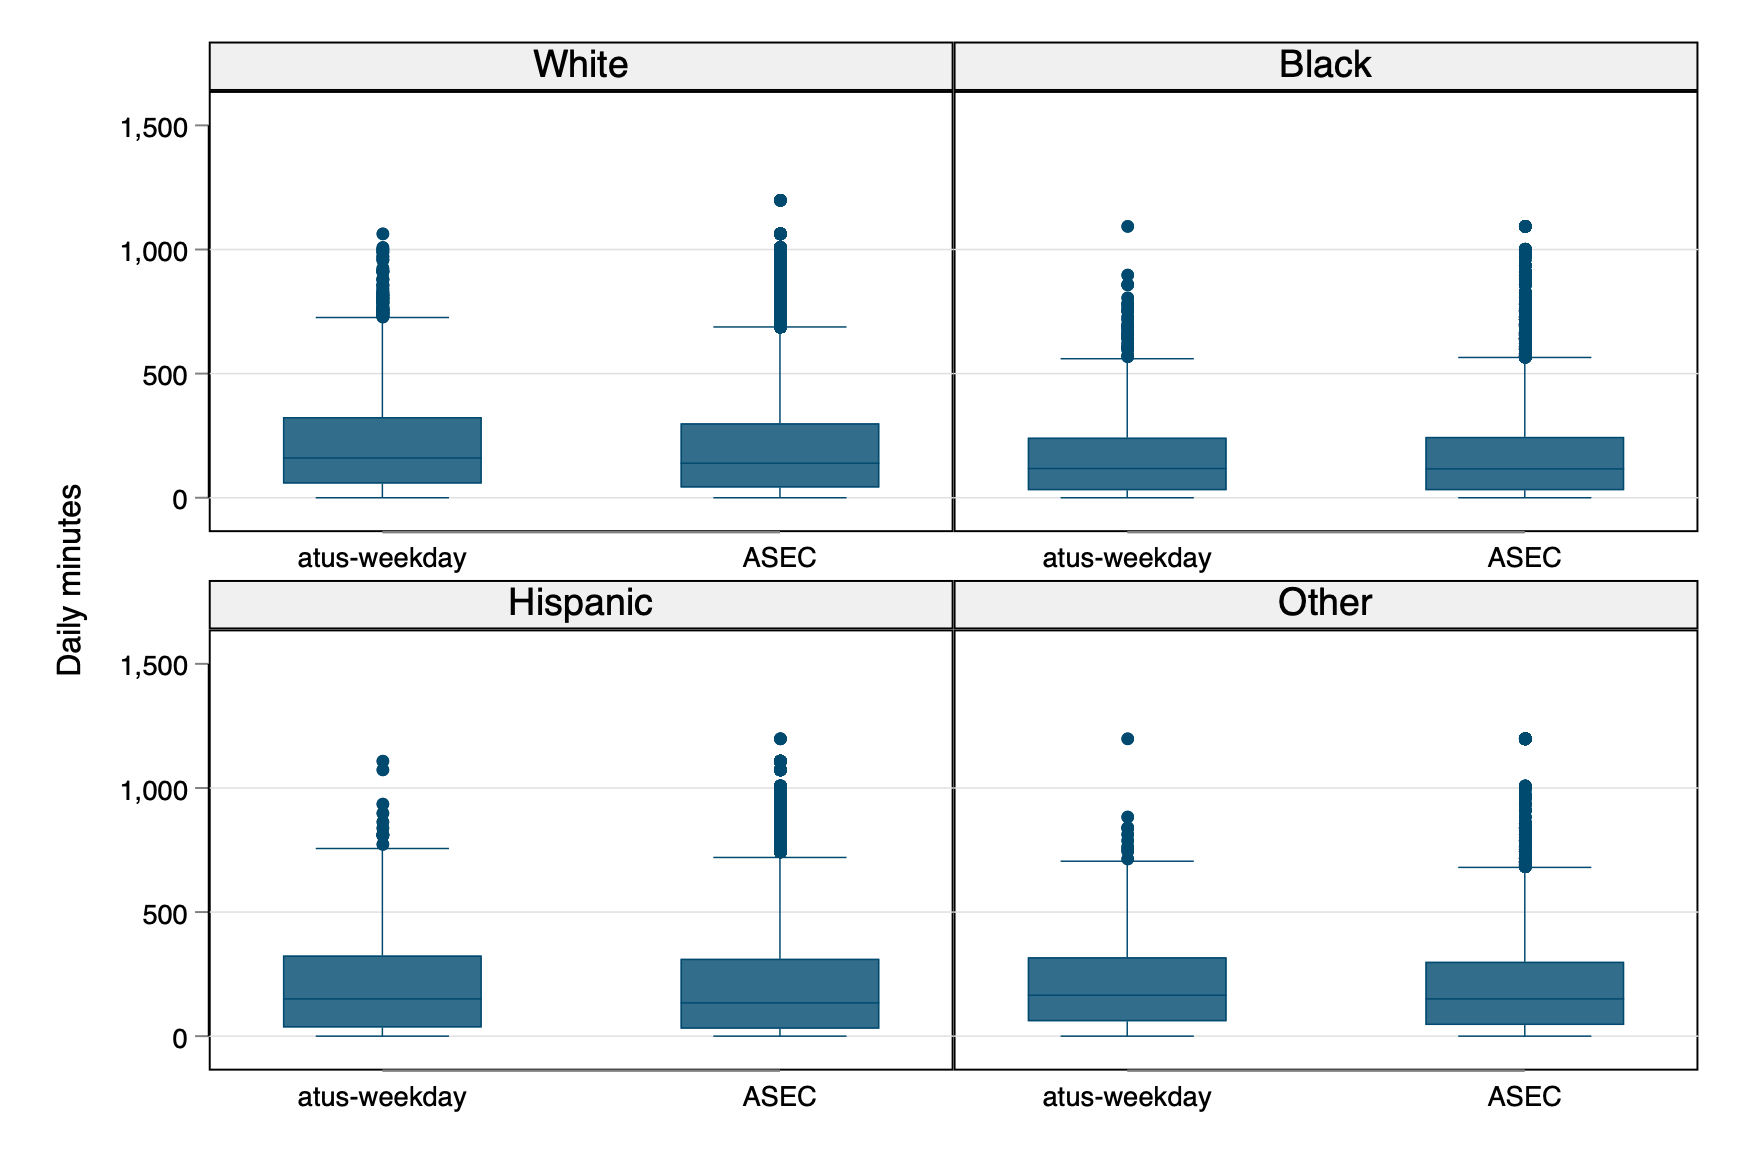 Daily minutes
White
Black
1,500
1,000
500
0
atus-weekday ASEC atus-weekday ASEC
Hispanic
Other
1,500
1,000
500
0
atus-weekday ASEC atus-weekday ASEC